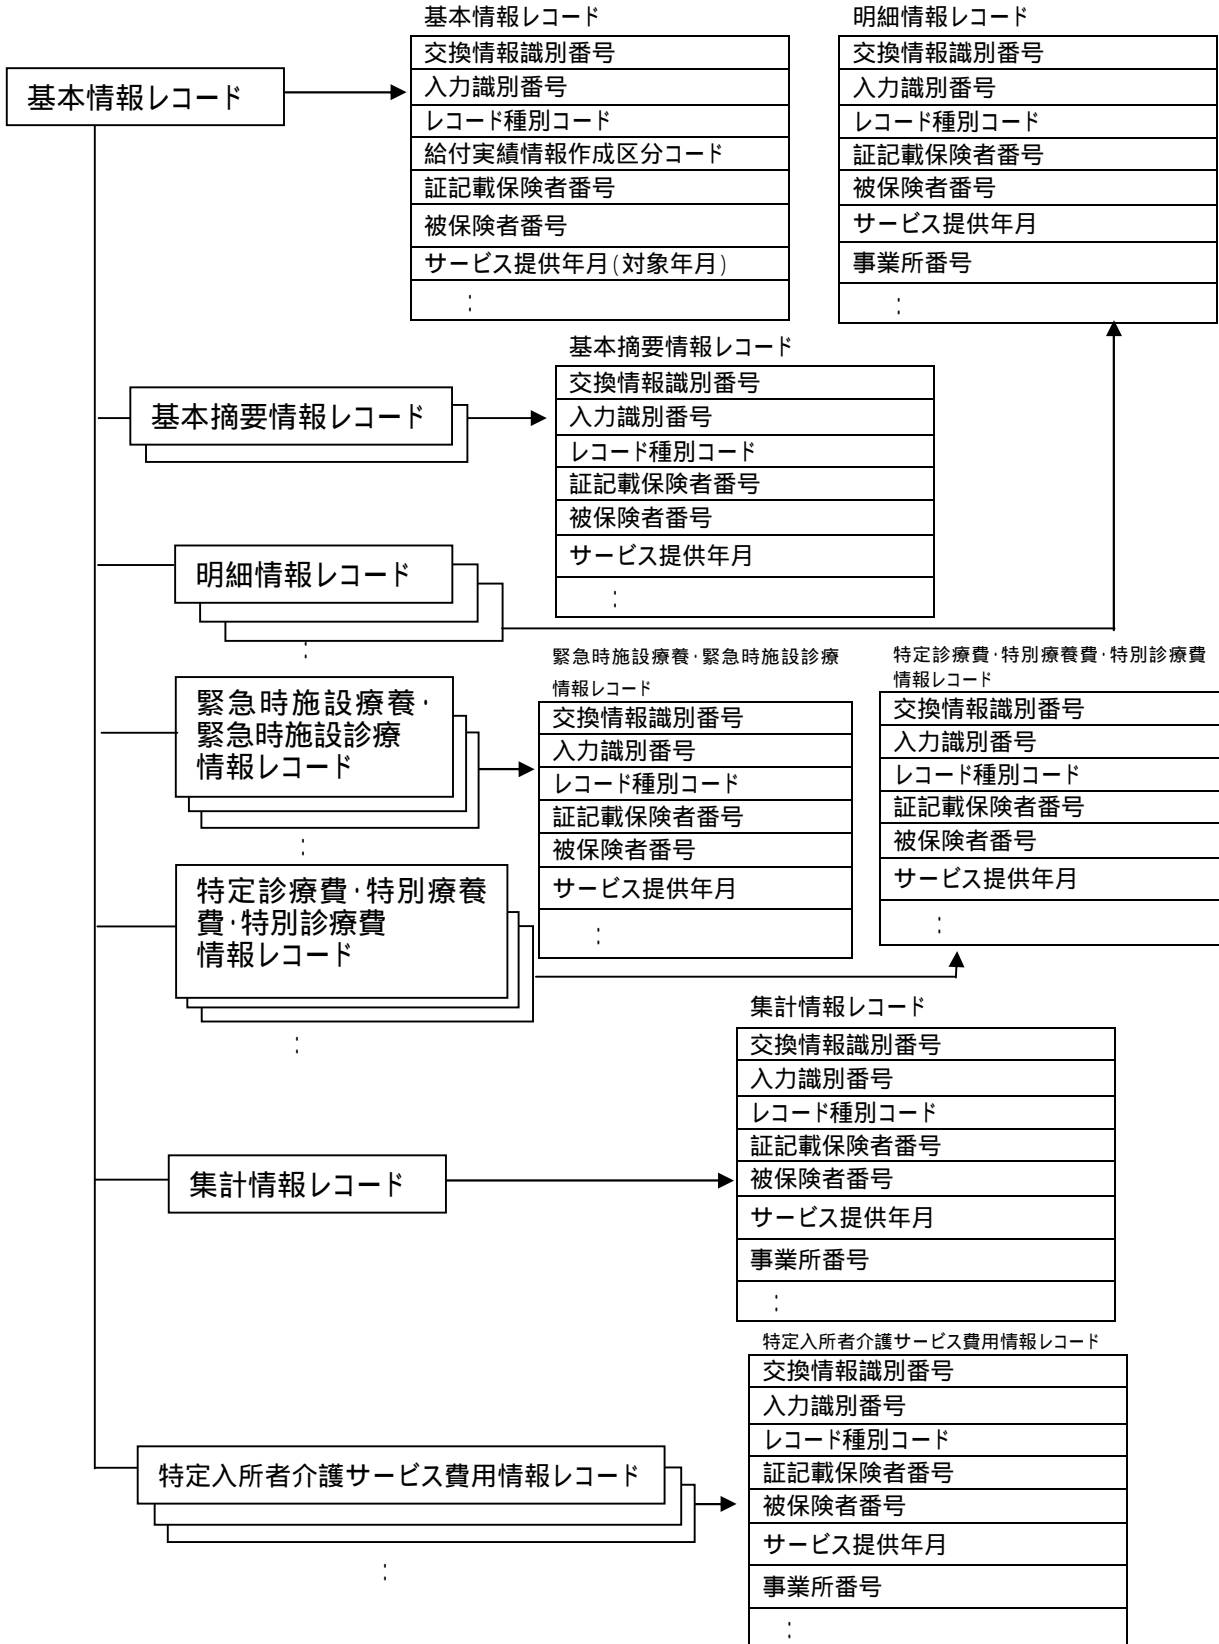 基本情報レコード
基本情報レコード
交換情報識別番号
入力識別番号
レコード種別コード
給付実績情報作成区分コード
証記載保険者番号
被保険者番号
サービス提供年月(対象年月)
:
明細情報レコード
交換情報識別番号
入力識別番号
レコード種別コード
証記載保険者番号
被保険者番号
サービス提供年月
事業所番号
:
基本摘要情報レコード
基本摘要情報レコード
交換情報識別番号
入力識別番号
レコード種別コード
証記載保険者番号
被保険者番号
サービス提供年月
:
明細情報レコード
:
緊急時施設療養・
緊急時施設診療
情報レコード
:
緊急時施設療養・緊急時施設診療
情報レコード
交換情報識別番号
入力識別番号
レコード種別コード
証記載保険者番号
被保険者番号
サービス提供年月
:
特定診療費・特別療養費・特別診療費
情報レコード
交換情報識別番号
入力識別番号
レコード種別コード
証記載保険者番号
被保険者番号
サービス提供年月
:
特定診療費・特別療養
費・特別診療費
情報レコード
:
集計情報レコード
集計情報レコード
交換情報識別番号
入力識別番号
レコード種別コード
証記載保険者番号
被保険者番号
サービス提供年月
事業所番号
:
特定入所者介護サービス費用情報レコード
:
特定入所者介護サービス費用情報レコード
交換情報識別番号
入力識別番号
レコード種別コード
証記載保険者番号
被保険者番号
サービス提供年月
事業所番号
: